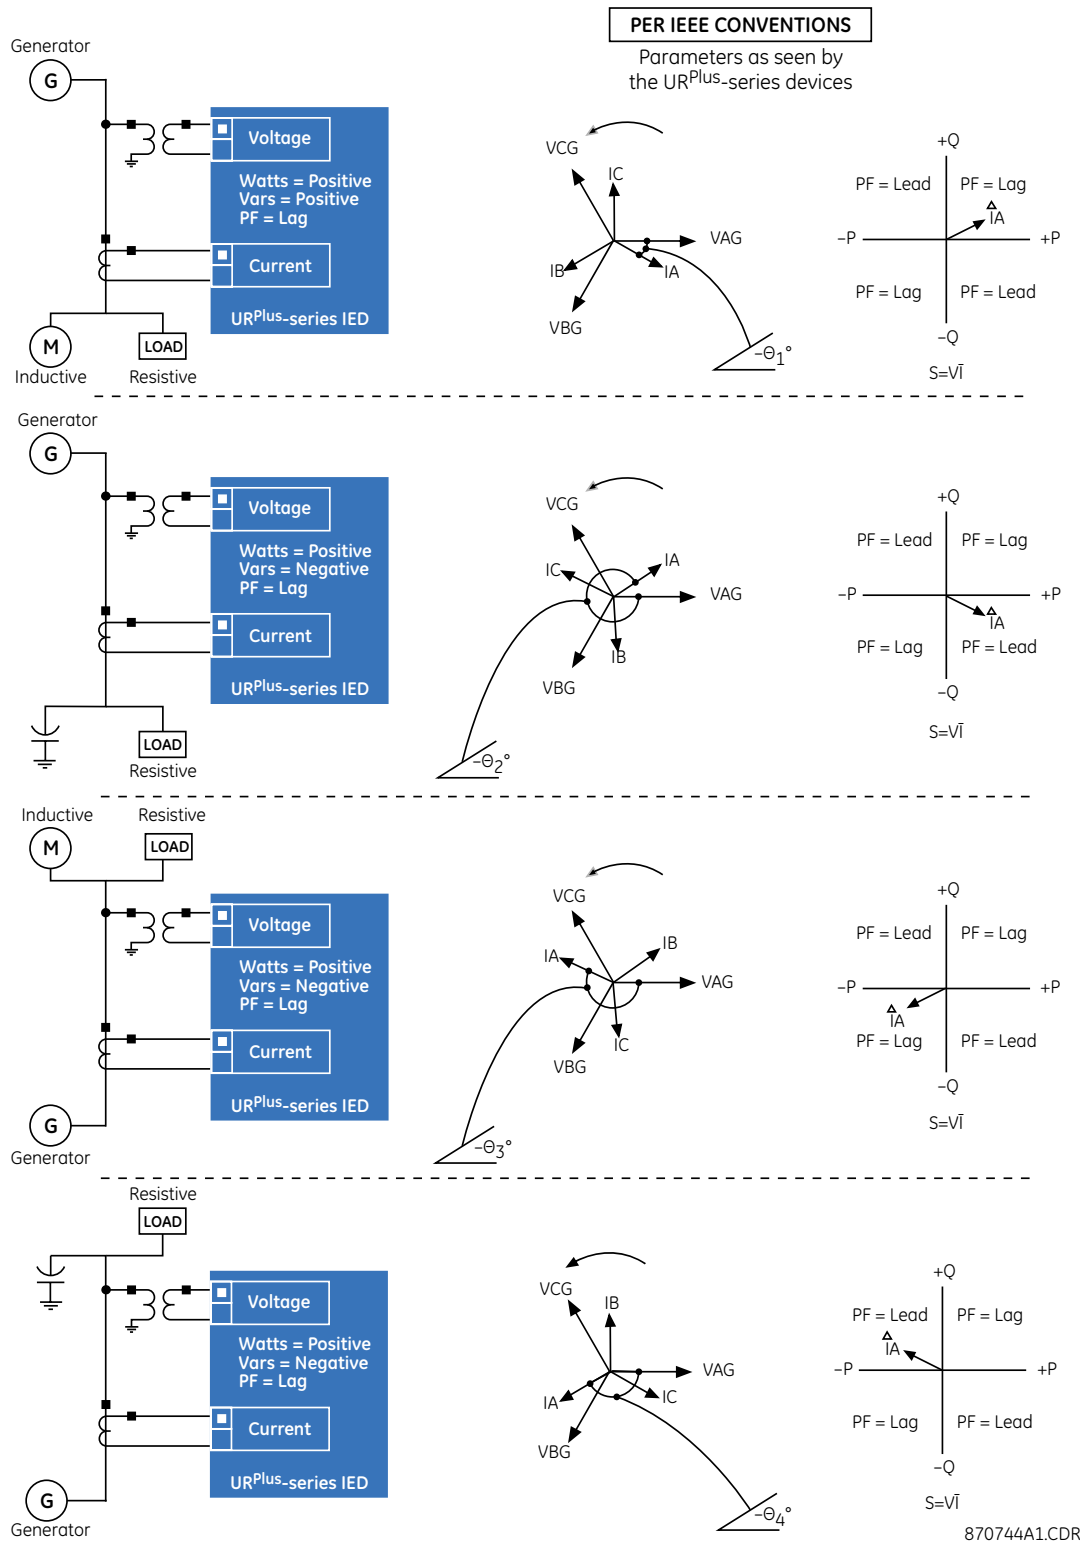 PER IEEE CONVENTIONS
Parameters as seen by
the URPlus-series devices
Generator
G
Voltage
Watts = Positive
Vars = Positive
PF = Lag
Current
URPlus-series IED
M
LOAD
Inductive
Resistive
VCG
IC
VAG
IB
IA
VBG
–Θ1°
+Q
PF = Lead
PF = Lag
IA
–P
+P
PF = Lag
PF = Lead
–Q
S=VĪ
Generator
G
Voltage
Watts = Positive
Vars = Negative
PF = Lag
Current
URPlus-series IED
LOAD
Resistive
VCG
IC
IA
VAG
IB
VBG
–Θ2°
+Q
PF = Lead
PF = Lag
–P
+P
IA
PF = Lag
PF = Lead
–Q
S=VĪ
Inductive
Resistive
M
LOAD
Voltage
Watts = Positive
Vars = Negative
PF = Lag
Current
URPlus-series IED
G
Generator
VCG
IA
IB
VAG
IC
VBG
–Θ3°
+Q
PF = Lead
PF = Lag
–P
+P
IA
PF = Lag
PF = Lead
–Q
S=VĪ
Resistive
LOAD
Voltage
Watts = Positive
Vars = Negative
PF = Lag
Current
URPlus-series IED
G
Generator
VCG
IB
VAG
IA
IC
VBG
–Θ4°
+Q
PF = Lead
PF = Lag
IA
–P
+P
PF = Lag
PF = Lead
–Q
S=VĪ
870744A1.CDR